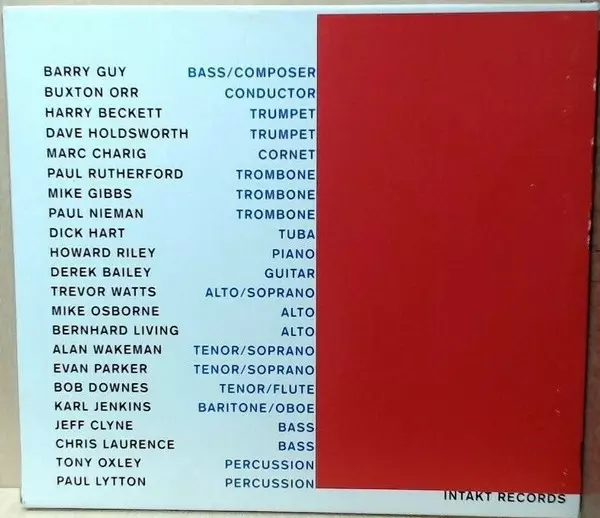 BARRY GUY BASS/COMPOSER
BUXTON ORR CONDUCTOR
HARRY BECKETT TRUMPET
DAVE HOLDSWORTH TRUMPET
MARC CHARIG CORNET
PAUL RUTHERFORD TROMBONE
MIKE GIBBS TROMBONE
PAUL NIEMAN TROMBONE
DICK HART TUBA
HOWARD RILEY PIANO
DEREK BAILEY GUITAR
TREVOR WATTS ALTO/SOPRANO
MIKE OSBORNE ALTO
BERNHARD LIVING ALTO
ALAN WAKEMAN TENOR/SOPRANO
EVAN PARKER TENOR/SOPRANO
BOB DOWNES TENOR/FLUTE
KARL JENKINS BARITONE/OBOE
JEFF CLYNE BASS
CHRIS LAURENCE BASS
TONY OXLEY PERCUSSION
PAUL LYTTON PERCUSSION
INTAKT RECORDS